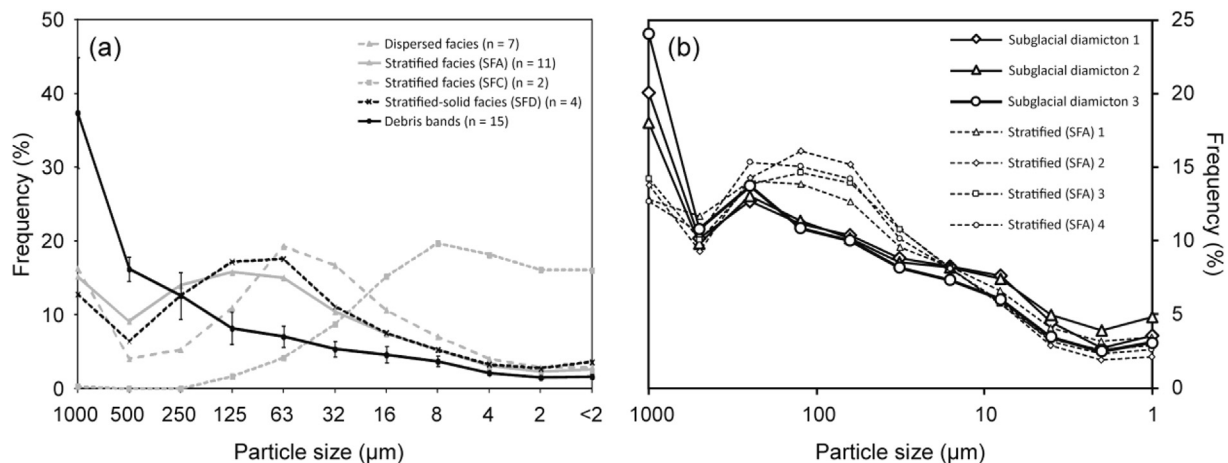 50
40
30
20
10
0
Frequency (%)
(a)
Dispersed facies (n = 7)
Stratified facies (SFA) (n = 11)
Stratified facies (SFC) (n = 2)
Stratified-solid facies (SFD) (n = 4)
Debris bands (n = 15)
1000 500 250 125 63 32 16 8 4 2 <2
Particle size (µm)
(b)
Subglacial diamicton 1
Subglacial diamicton 2
Subglacial diamicton 3
Stratified (SFA) 1
Stratified (SFA) 2
Stratified (SFA) 3
Stratified (SFA) 4
25
20
15
10
5
0
Frequency (%)
1000 100 10 1
Particle size (µm)